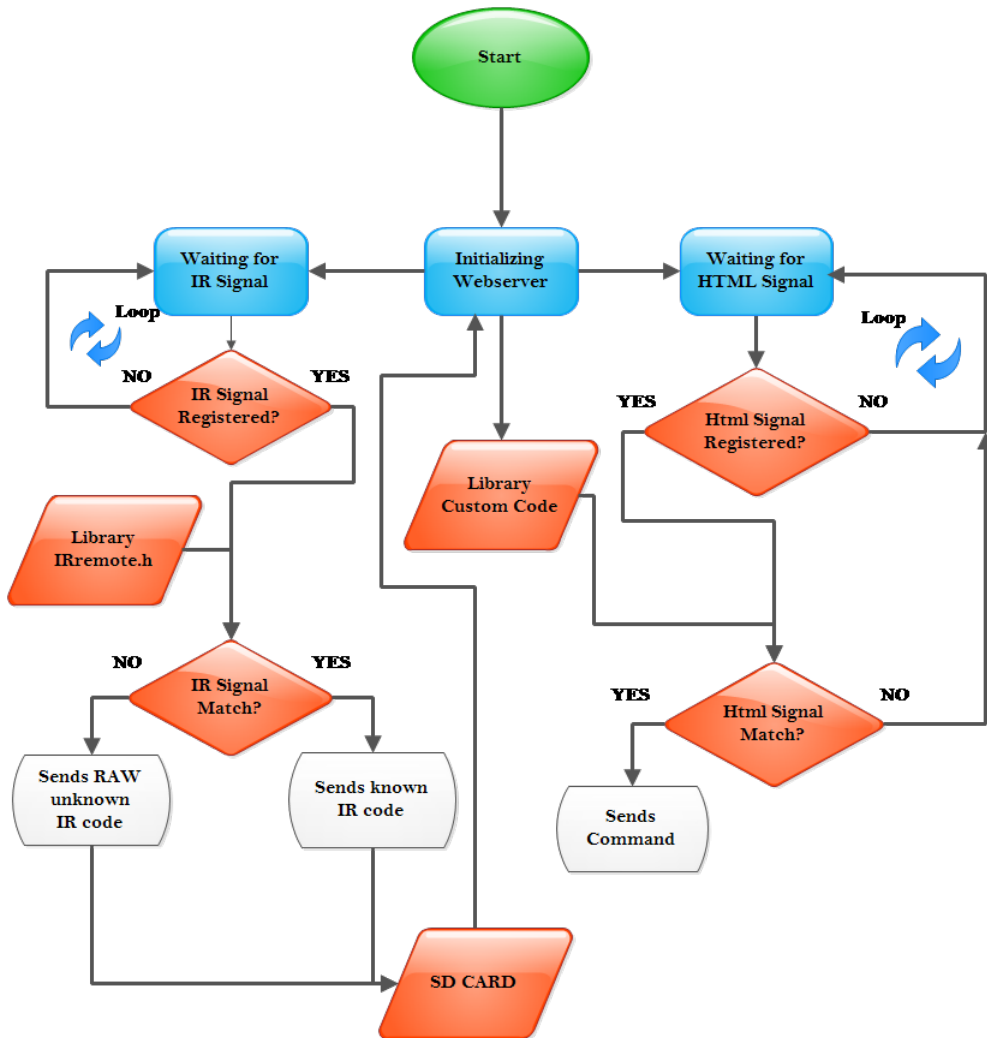 Start
Waiting for
IR Signal
Initializing
Webserver
Waiting for
HTML Signal
Loop
Loop
NO
YES
IR Signal
Registered?
YES
NO
Html Signal
Registered?
Library
Custom Code
Library
IRremote.h
NO
YES
IR Signal
Match?
YES
NO
Html Signal
Match?
Sends RAW
unknown
IR code
Sends known
IR code
Sends
Command
SD CARD